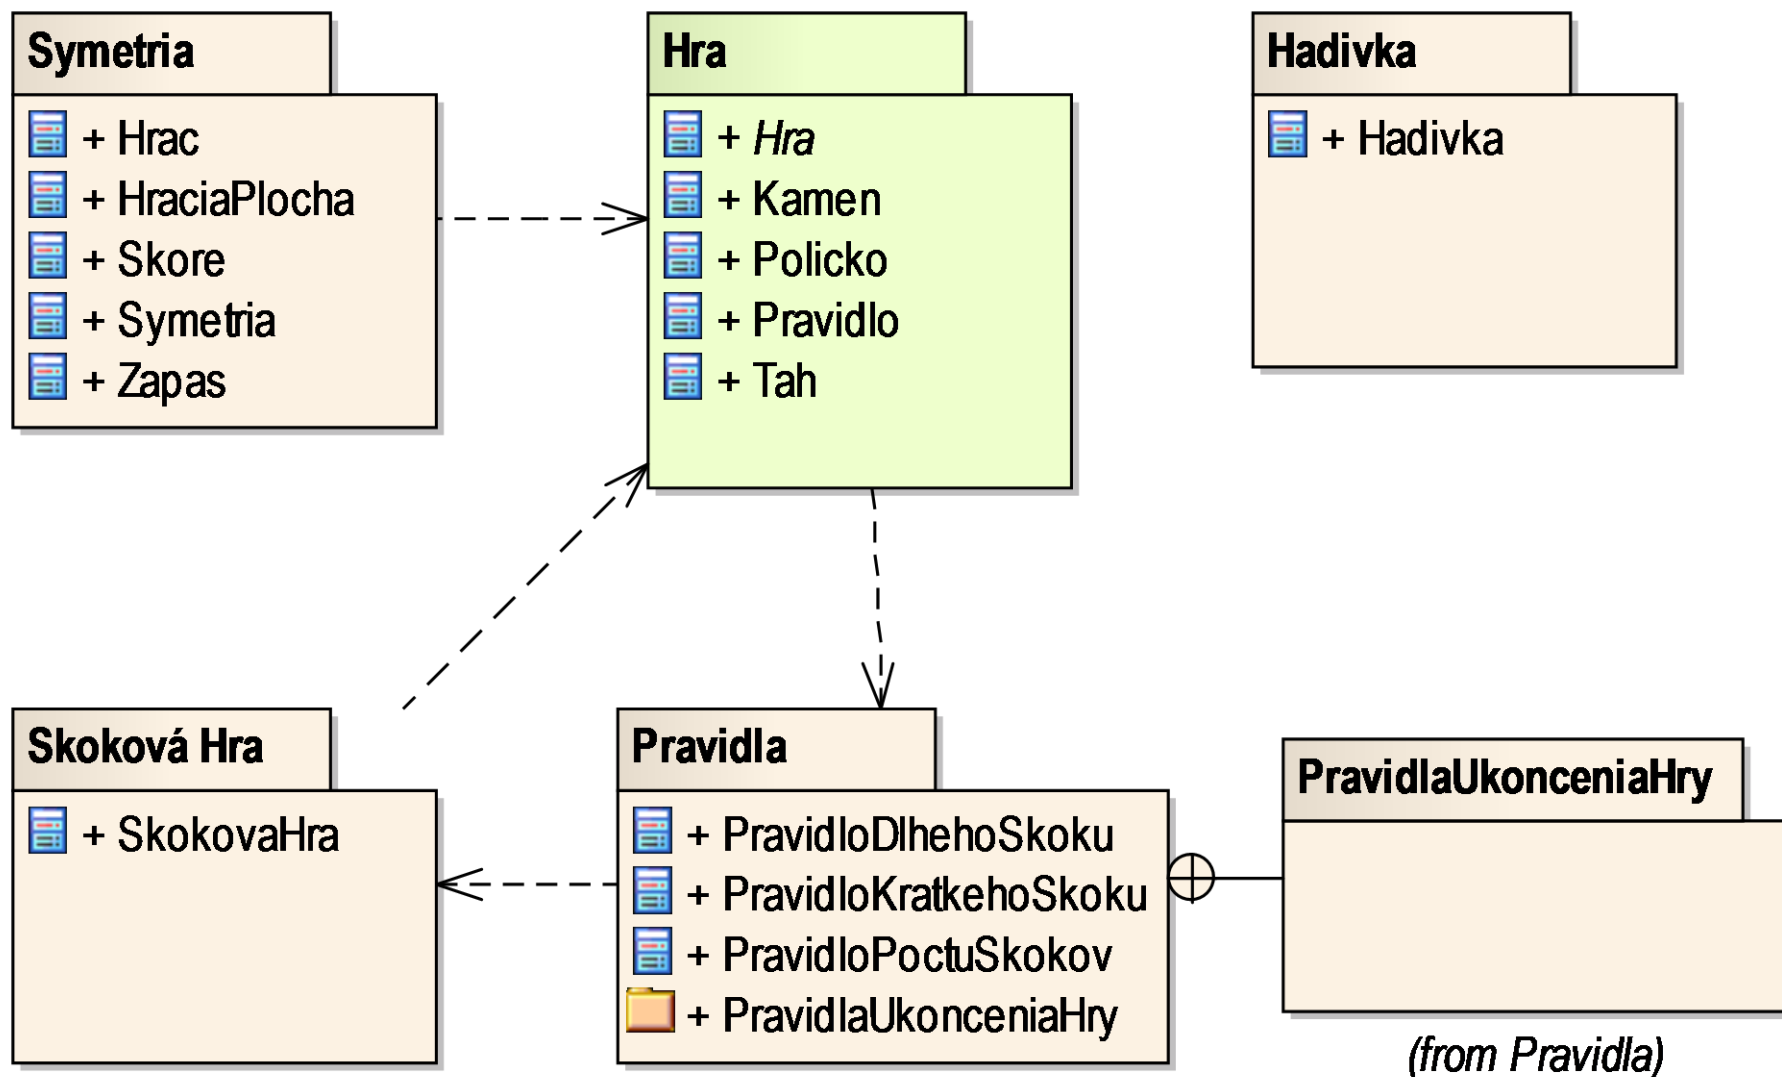 Symetria
+ Hrac
+ HraciaPlocha
+ Skore
+ Symetria
+ Zapas
Hra
+ Hra
+ Kamen
+ Policko
+ Pravidlo
+ Tah
Hadivka
+ Hadivka
Skoková Hra
+ SkokovaHra
Pravidla
+ PravidloDlhehoSkoku
+ PravidloKratkehoSkoku
+ PravidloPoctuSkokov
+ PravidlaUkonceniaHry
PravidlaUkonceniaHry
(from Pravidla)